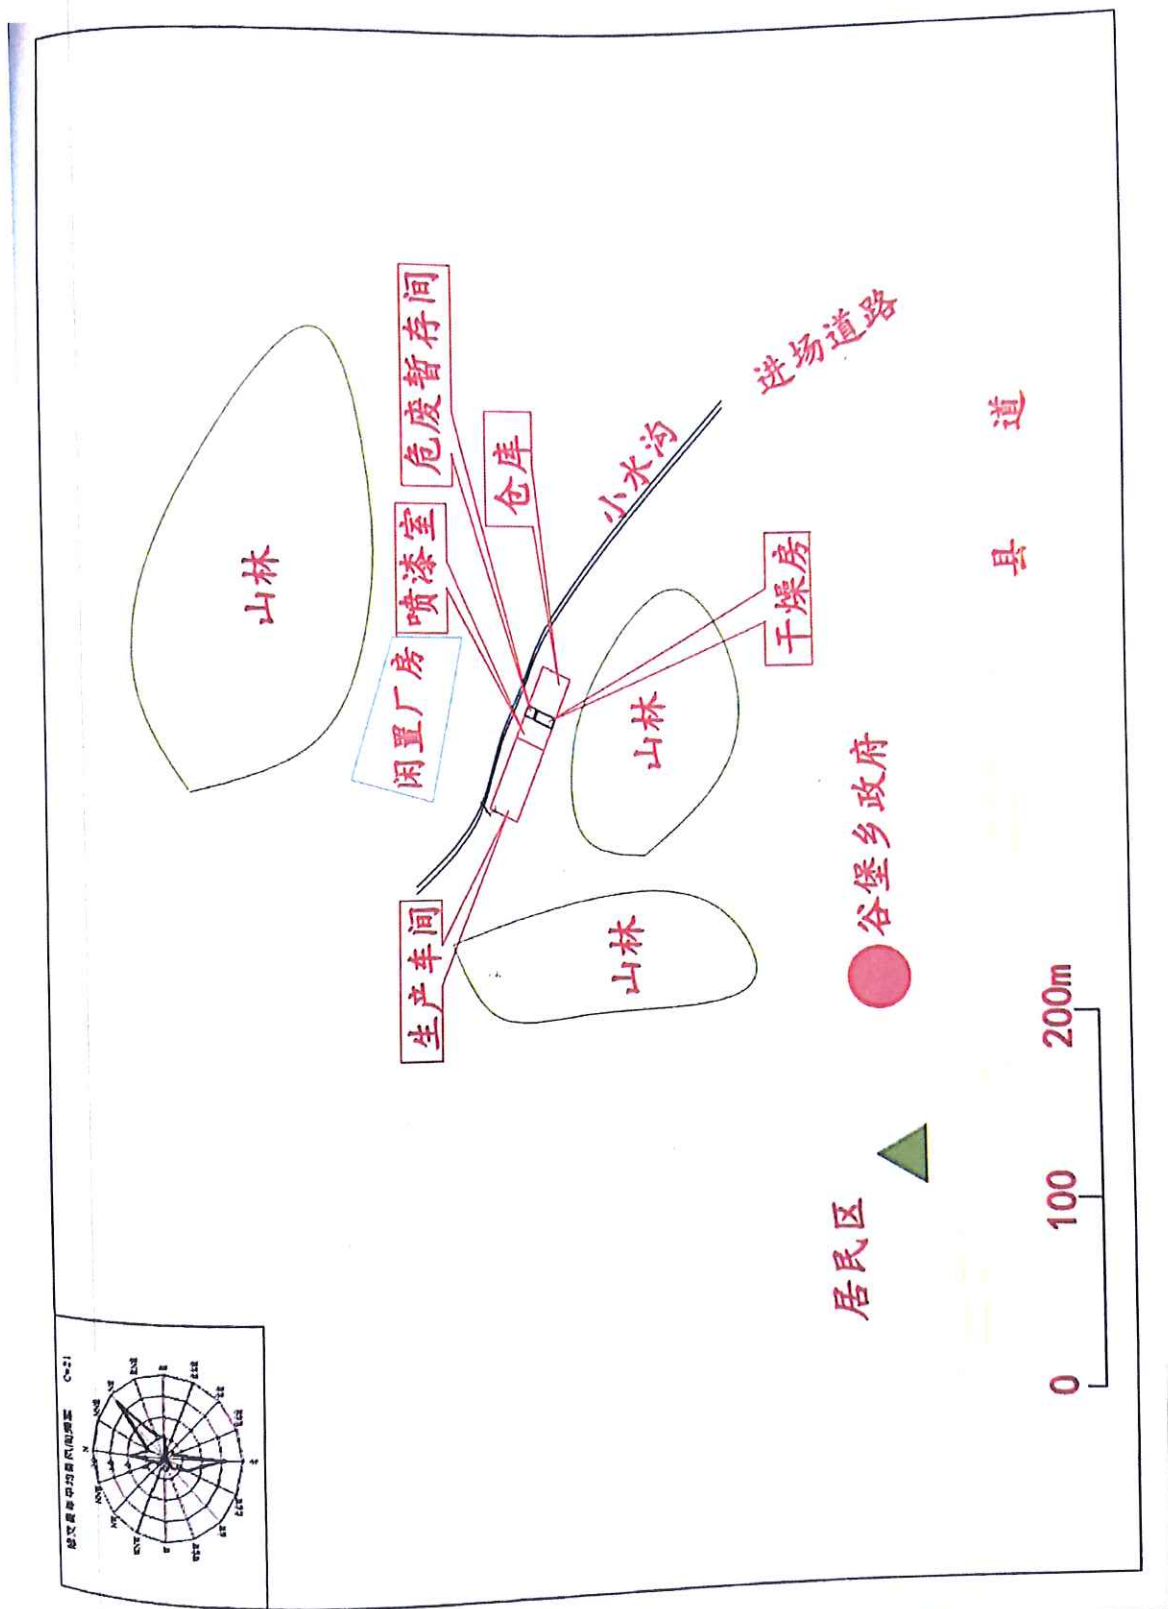 山林
闲置厂房
喷漆室
危废暂存间
仓库
小水沟
进场道路
生产车间
山林
山林
干燥房
谷堡乡政府
居民区
县道
0
100
200m
C=21
N